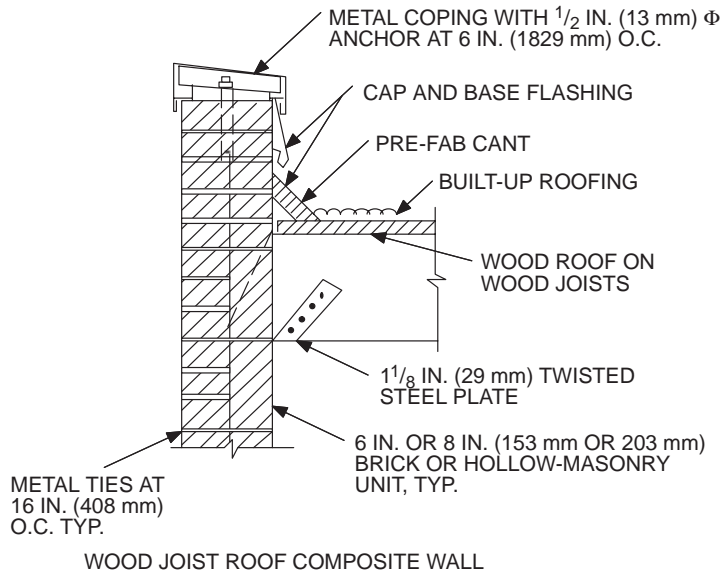 METAL COPING WITH 1/2 IN. (13 mm) Φ
ANCHOR AT 6 IN. (1829 mm) O.C.
CAP AND BASE FLASHING
PRE-FAB CANT
BUILT-UP ROOFING
WOOD ROOF ON
WOOD JOISTS
1 1/8 IN. (29 mm) TWISTED
STEEL PLATE
6 IN. OR 8 IN. (153 mm OR 203 mm)
BRICK OR HOLLOW-MASONRY
UNIT, TYP.
METAL TIES AT
16 IN. (408 mm)
O.C. TYP.
WOOD JOIST ROOF COMPOSITE WALL